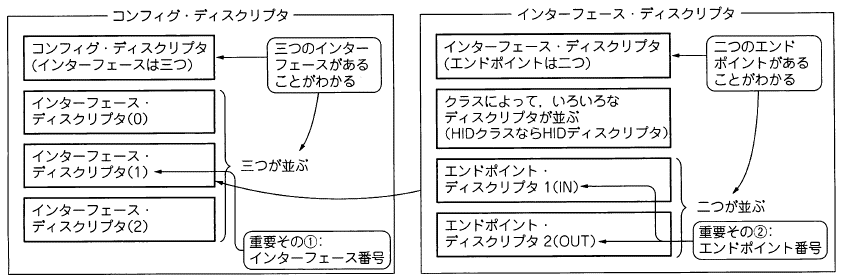 コンフィグ・ディスクリプタ
コンフィグ・ディスクリプタ
(インターフェースは三つ)
三つのインター
フェースがある
ことがわかる
インターフェース・
ディスクリプタ(0)
インターフェース・
ディスクリプタ(1)
三つが並ぶ
インターフェース・
ディスクリプタ(2)
重要その①:
インターフェース番号
インターフェース・ディスクリプタ
インターフェース・ディスクリプタ
(エンドポイントは二つ)
二つのエンド
ポイントがある
ことがわかる
クラスによって，いろいろな
ディスクリプタが並ぶ
(HIDクラスならHIDディスクリプタ)
エンドポイント・
ディスクリプタ 1(IN)
二つが並ぶ
エンドポイント・
ディスクリプタ 2(OUT)
重要その②:
エンドポイント番号